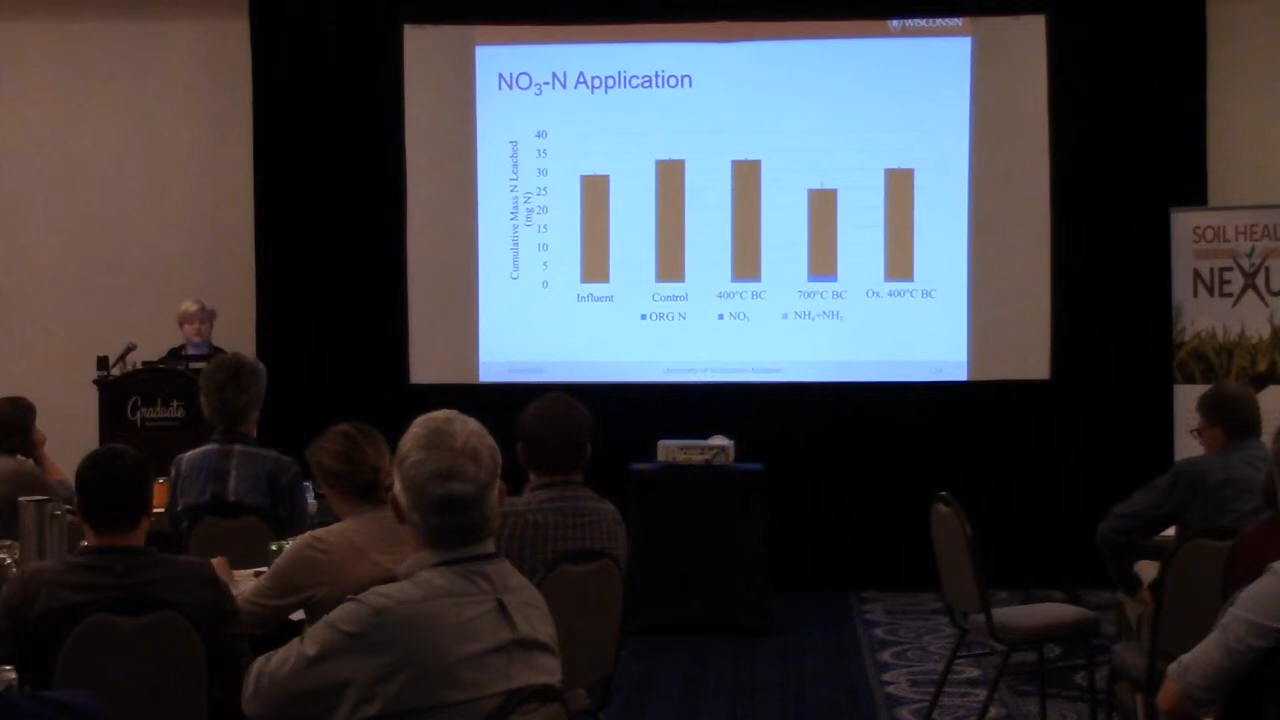 WISCONSIN
NO₃-N Application
Cumulative Mass N Leached
(mg N)
40
35
30
25
20
15
10
5
0
Influent
Control
400°C BC
700°C BC
Ox. 400°C BC
ORG N
NO₃
NH₄+NH₃
Graduate
SOIL HEAL
NEXU